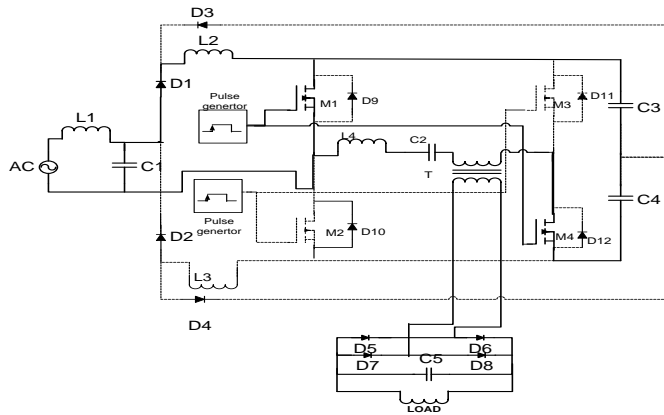 D3
L2
D1
Pulse
genertor
M1
D9
M3
D11
L1
C3
AC
C1
L4
C2
T
C4
D2
Pulse
genertor
M2
D10
M4
D12
L3
D4
D5
D6
D7
C5
D8
LOAD